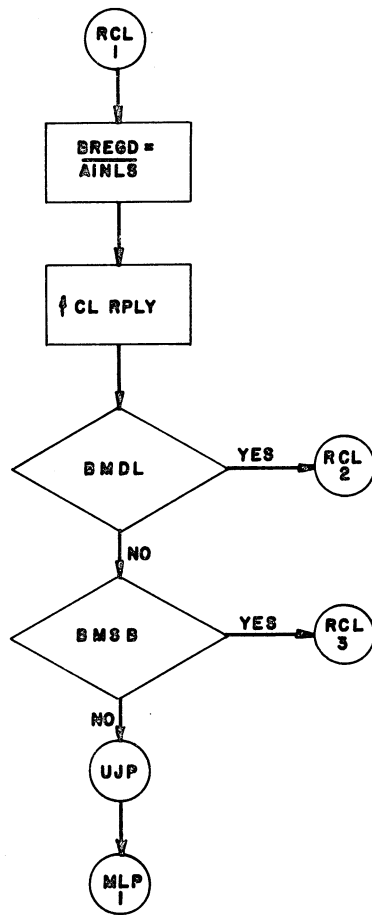 RCL
1
BREGD =
AINLS
↑ CL RPLY
BMDL
YES
RCL
2
NO
BMSB
YES
RCL
3
NO
UJP
MLP
1